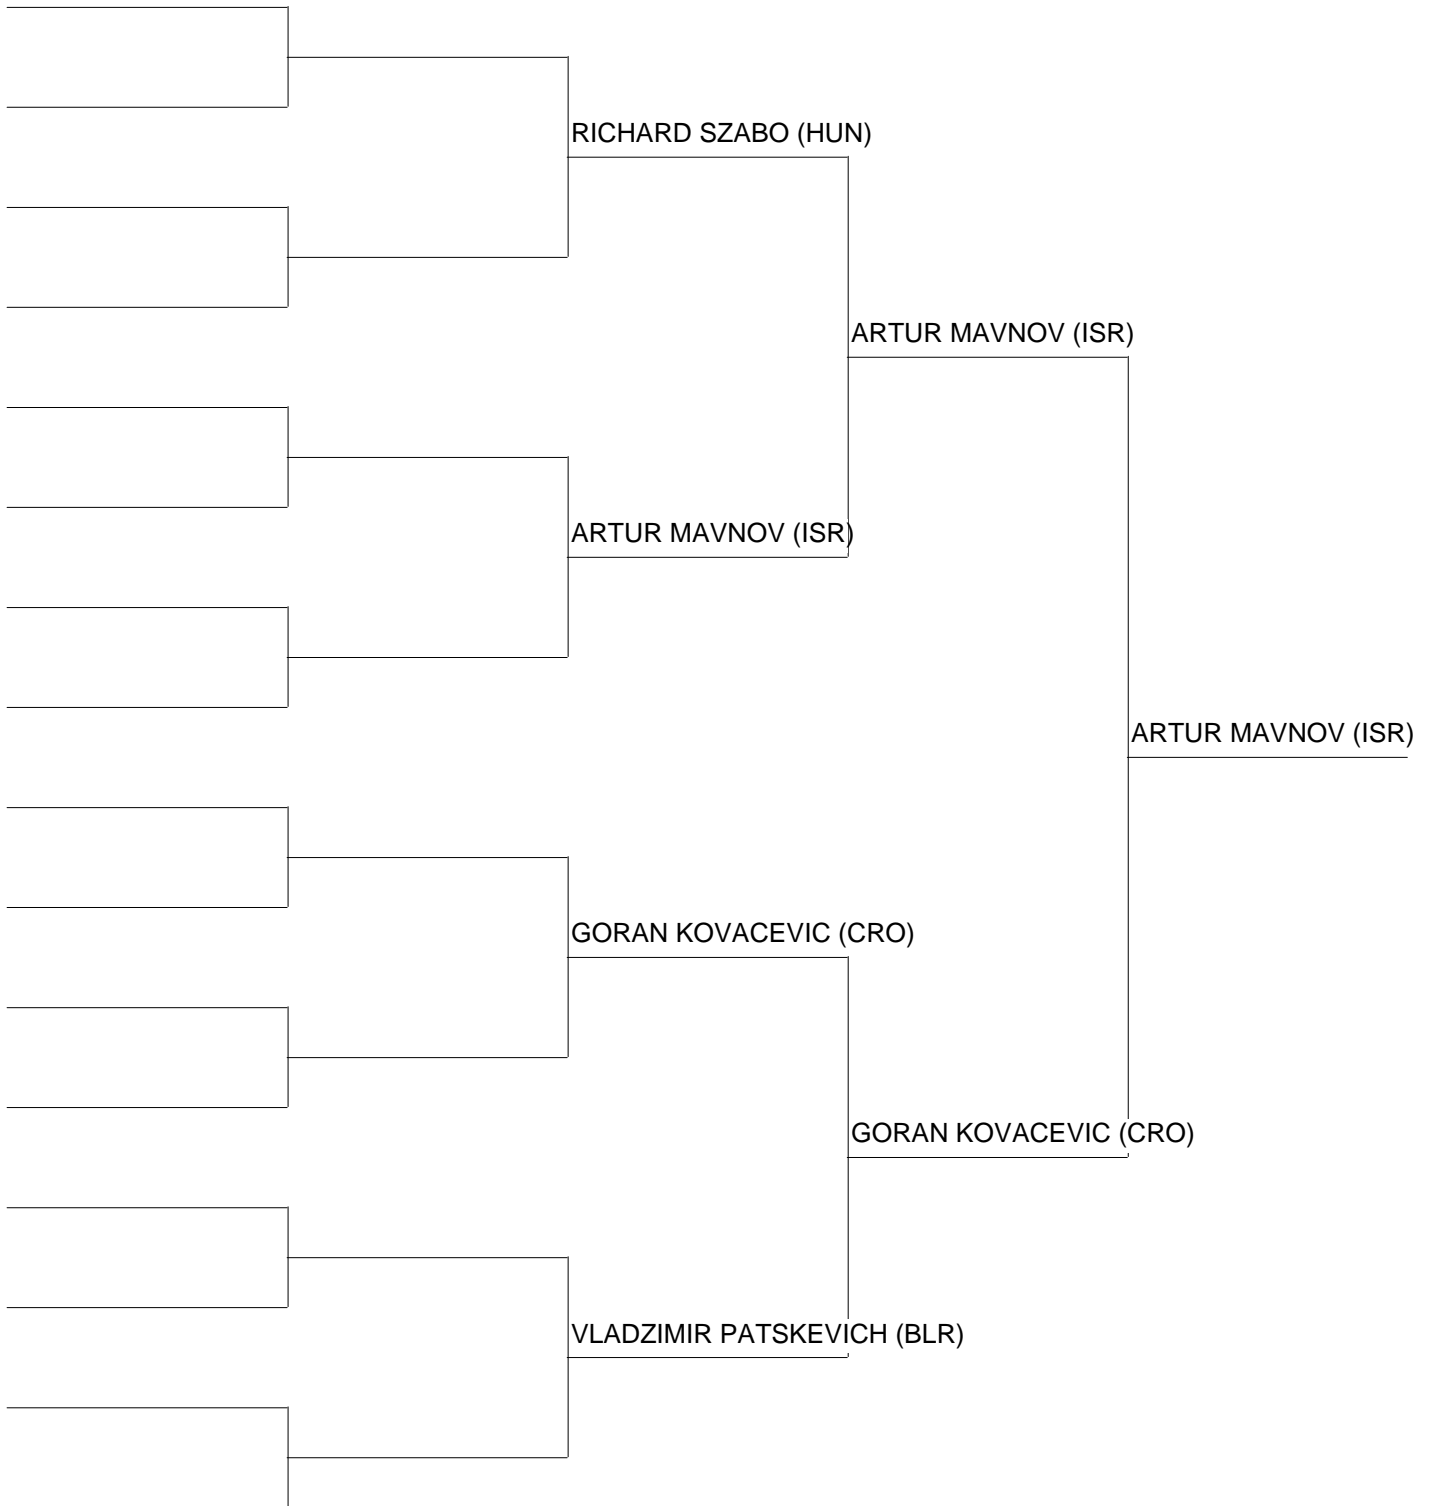 RICHARD SZABO (HUN)
ARTUR MAVNOV (ISR)
ARTUR MAVNOV (ISR)
ARTUR MAVNOV (ISR)
GORAN KOVACEVIC (CRO)
GORAN KOVACEVIC (CRO)
VLADZIMIR PATSKEVICH (BLR)